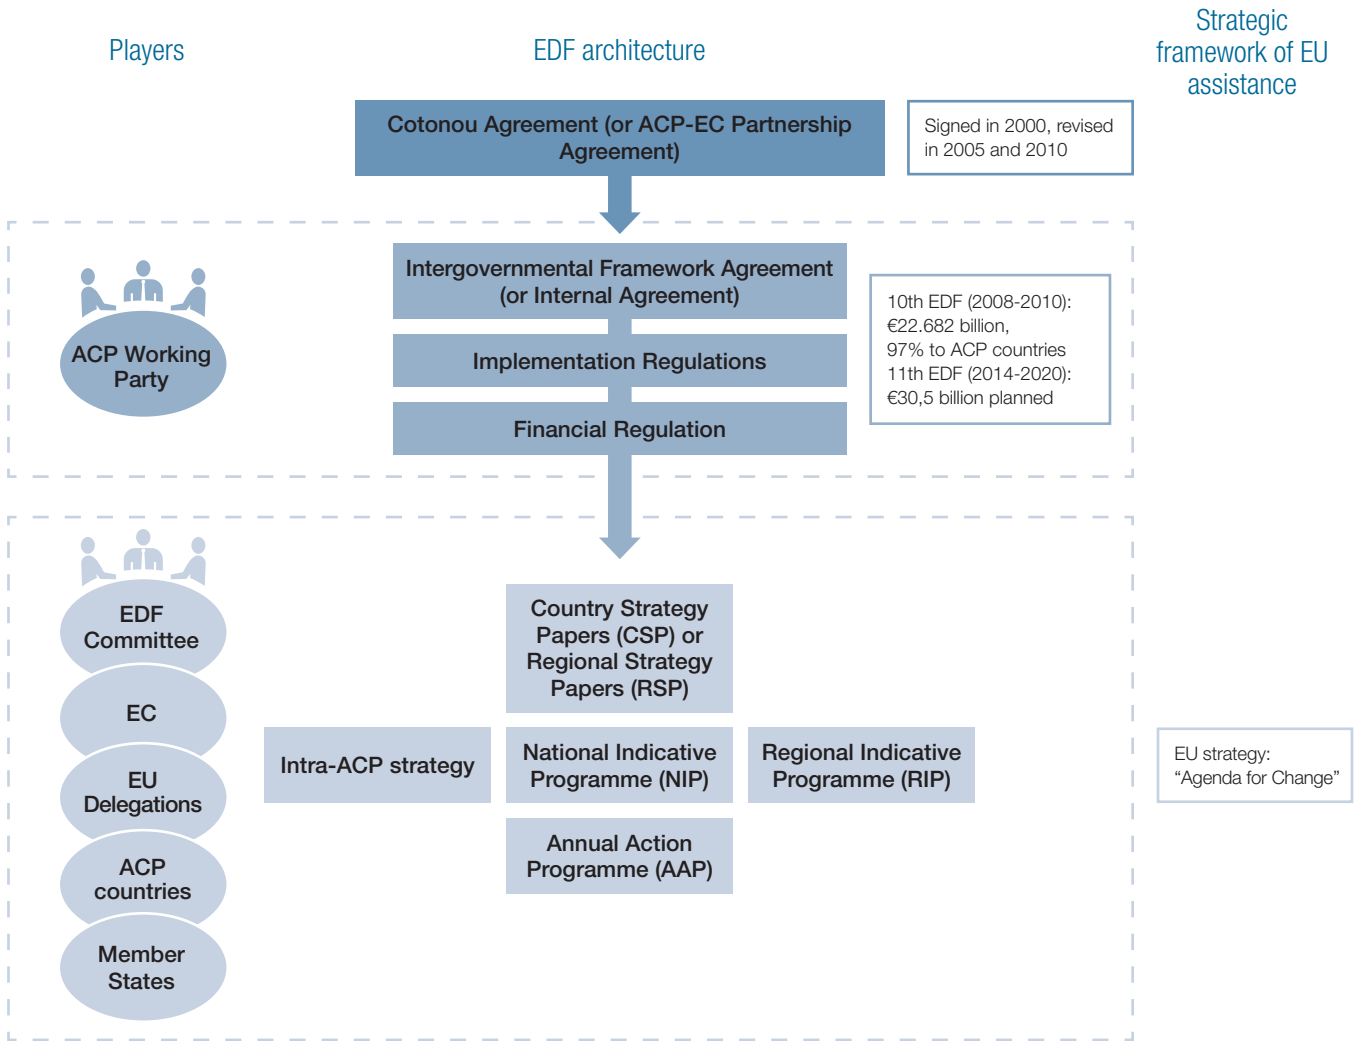 Players
EDF architecture
Strategic
framework of EU
assistance
Cotonou Agreement (or ACP-EC Partnership
Agreement)
Signed in 2000, revised
in 2005 and 2010
ACP Working
Party
Intergovernmental Framework Agreement
(or Internal Agreement)
Implementation Regulations
Financial Regulation
10th EDF (2008-2010):
€22.682 billion,
97% to ACP countries
11th EDF (2014-2020):
€30,5 billion planned
EDF
Committee
EC
EU
Delegations
ACP
countries
Member
States
Country Strategy
Papers (CSP) or
Regional Strategy
Papers (RSP)
Intra-ACP strategy
National Indicative
Programme (NIP)
Regional Indicative
Programme (RIP)
Annual Action
Programme (AAP)
EU strategy:
“Agenda for Change”